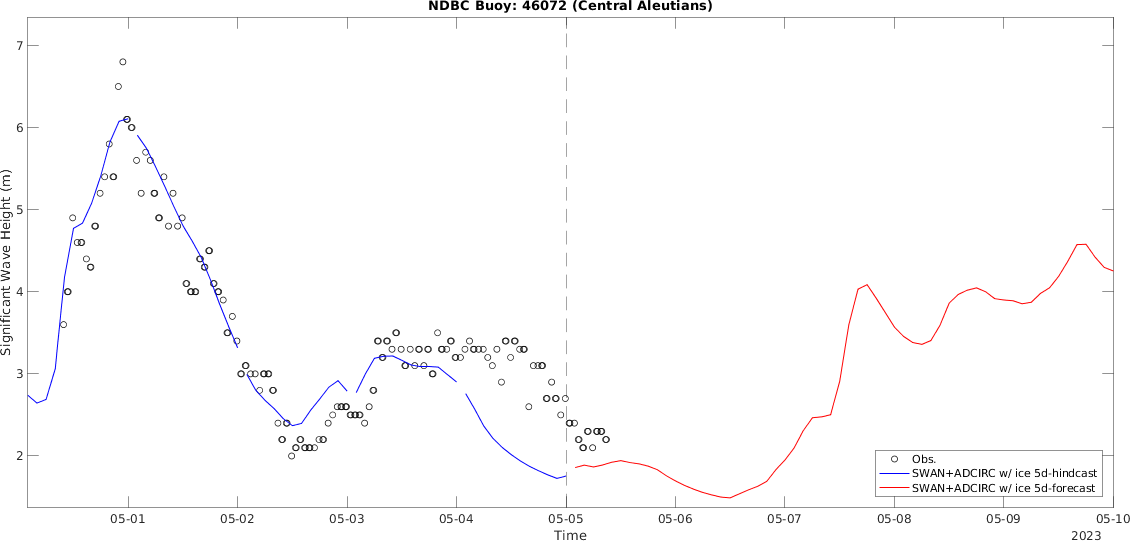 NDBC Buoy: 46072 (Central Aleutians)
Significant Wave Height (m)
7
6
5
4
3
2
05-01 05-02 05-03 05-04 05-05 05-06 05-07 05-08 05-09 05-10
Time
2023
Obs.
SWAN+ADCIRC w/ ice 5d-hindcast
SWAN+ADCIRC w/ ice 5d-forecast